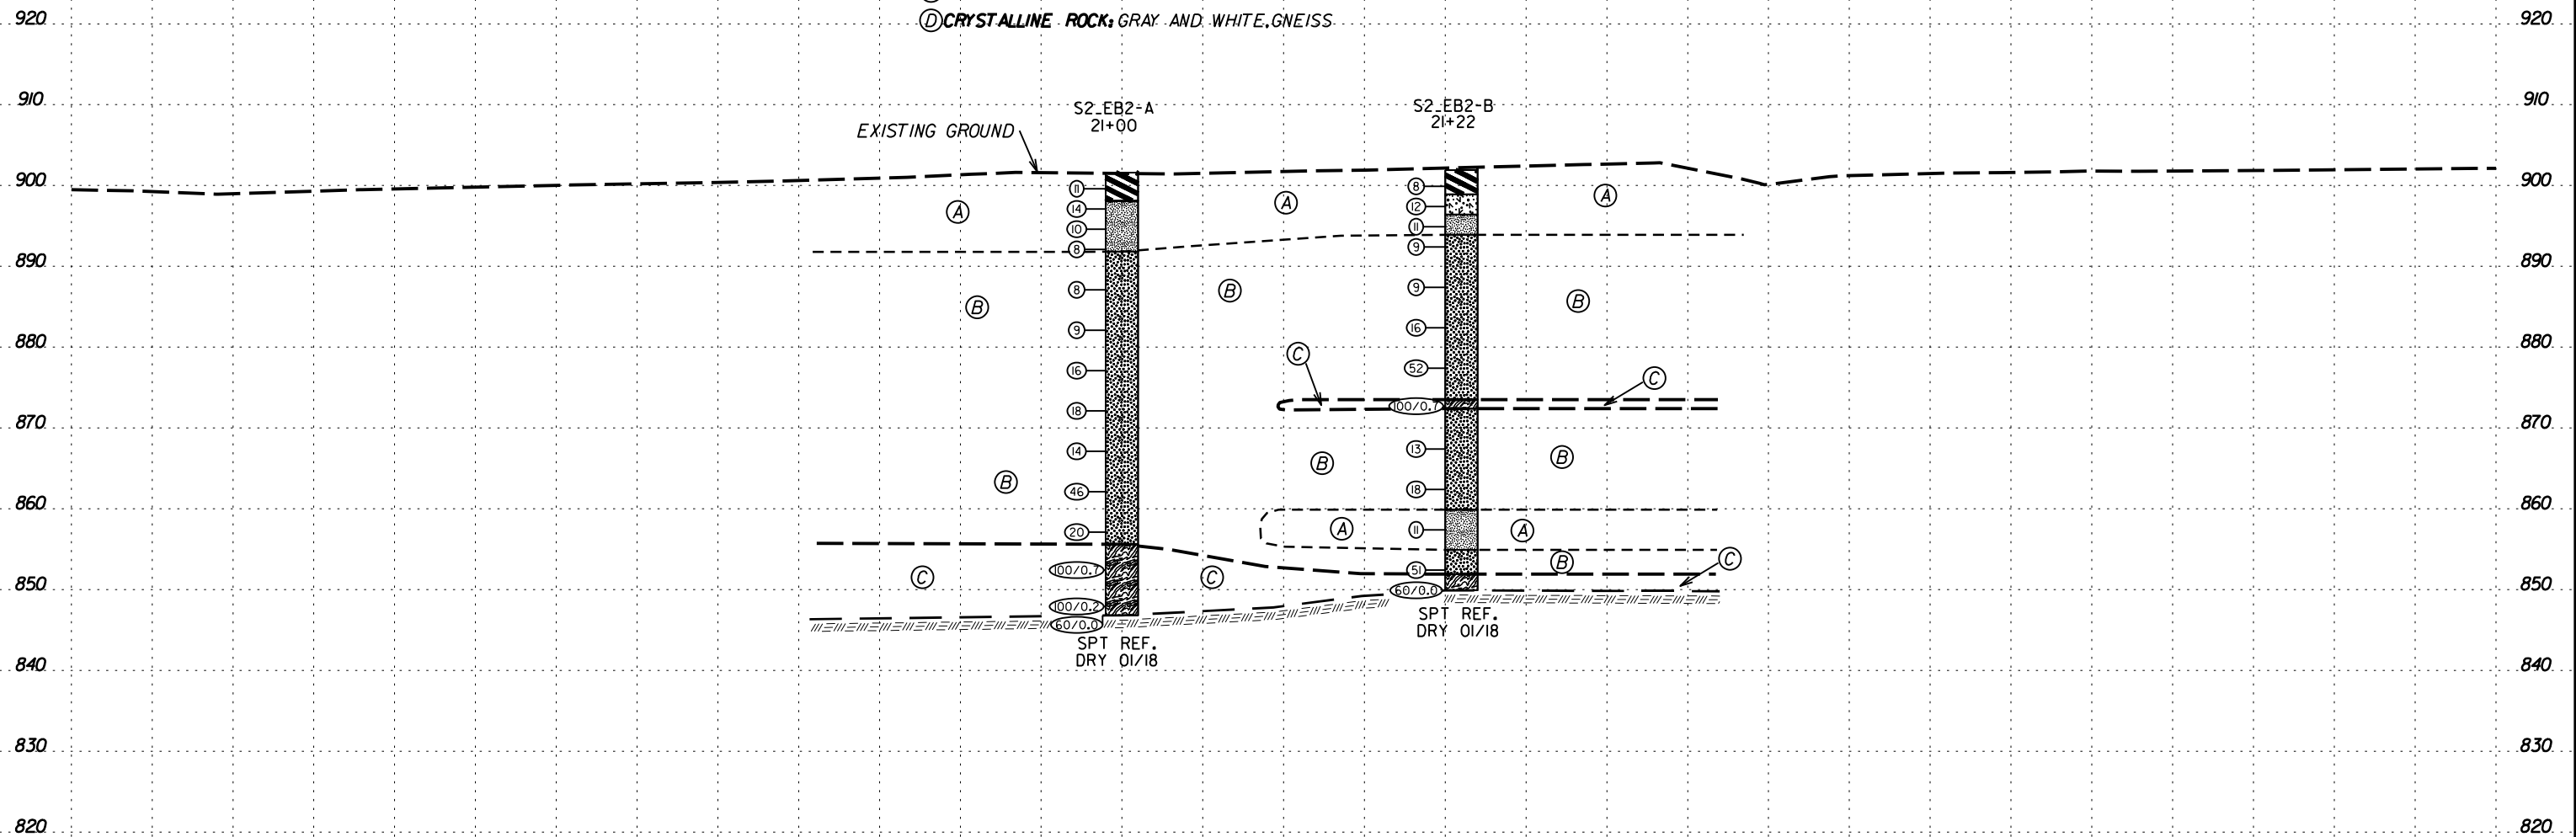 920 920
Ⓓ CRYSTALLINE ROCK: GRAY AND WHITE, GNEISS
910 910
S2_EB2-A S2_EB2-B
21+00 21+22
EXISTING GROUND
900 900
11 8
14 A A 12 A
10 11
8 9
890 890
8 B 9 B
B
9 16
880 C 880
16 52 C
18 100/0.7
870 870
14 13 B
B
46 B 18
860 860
20 A 11 A
C B
100/0.7 C C 51
850 850
100/0.2 60/0.0
60/0.0 SPT REF.
DRY 01/18
SPT REF.
DRY 01/18
840 840
830 830
820 820